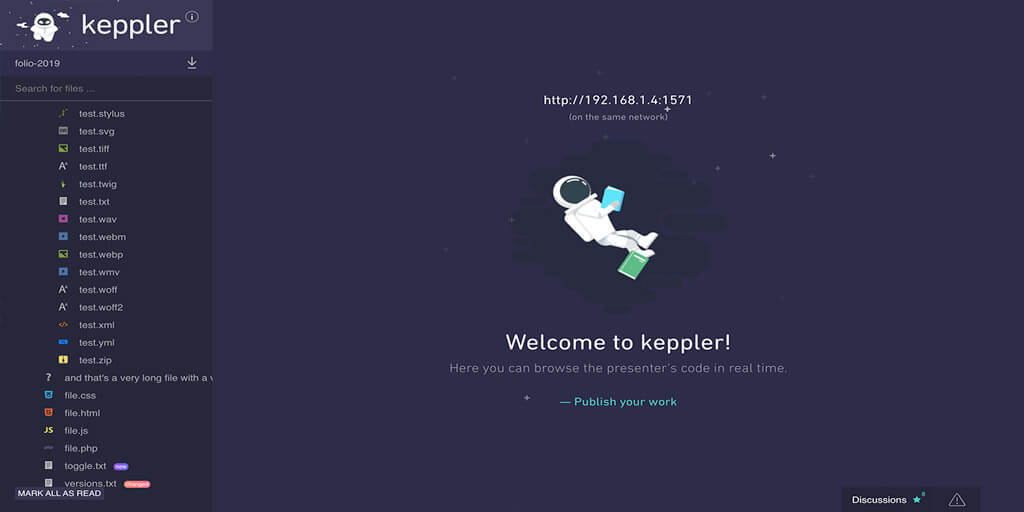 keppler
folio-2019
Search for files ...
test.stylus
test.svg
test.tiff
test.ttf
test.twig
test.txt
test.wav
test.webm
test.webp
test.wmv
test.woff
test.woff2
test.xml
test.yml
test.zip
and that's a very long file with a v
file.css
file.html
JS file.js
php file.php
toggle.txt new
versions.txt changed
MARK ALL AS READ
http://192.168.1.4:1571
(on the same network)
Welcome to keppler!
Here you can browse the presenter's code in real time.
— Publish your work
Discussions